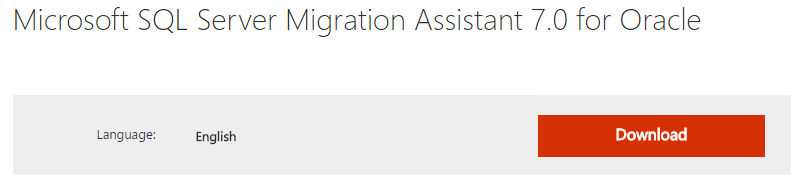 Microsoft SQL Server Migration Assistant 7.0 for Oracle
Language: English Download